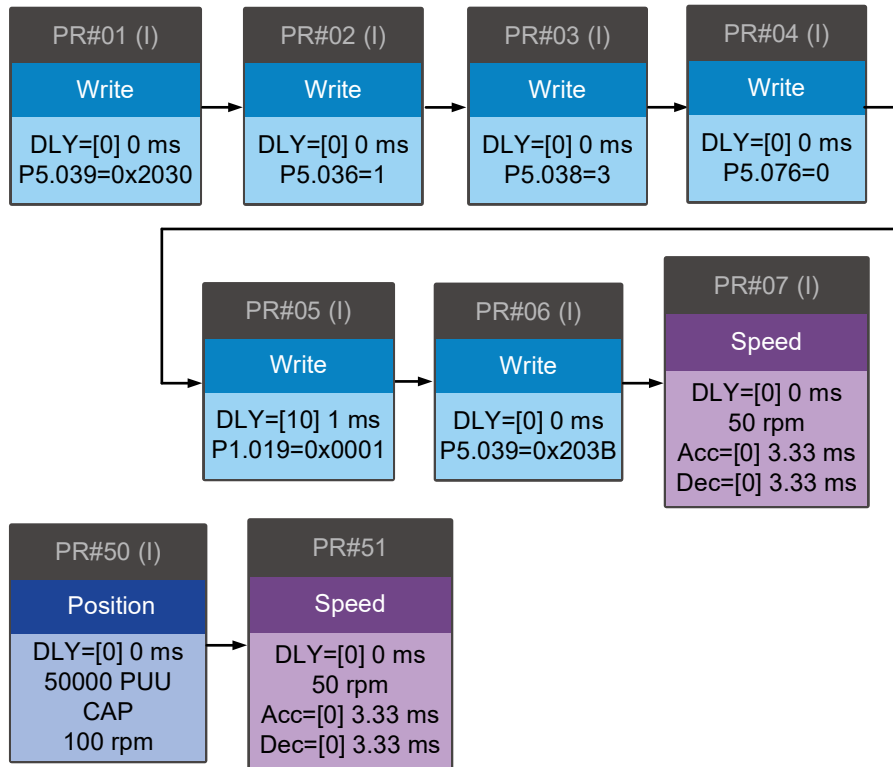 PR#01 (I)
Write
DLY=[0] 0 ms
P5.039=0x2030
PR#02 (I)
Write
DLY=[0] 0 ms
P5.036=1
PR#03 (I)
Write
DLY=[0] 0 ms
P5.038=3
PR#04 (I)
Write
DLY=[0] 0 ms
P5.076=0
PR#05 (I)
Write
DLY=[10] 1 ms
P1.019=0x0001
PR#06 (I)
Write
DLY=[0] 0 ms
P5.039=0x203B
PR#07 (I)
Speed
DLY=[0] 0 ms
50 rpm
Acc=[0] 3.33 ms
Dec=[0] 3.33 ms
PR#50 (I)
Position
DLY=[0] 0 ms
50000 PUU
CAP
100 rpm
PR#51
Speed
DLY=[0] 0 ms
50 rpm
Acc=[0] 3.33 ms
Dec=[0] 3.33 ms